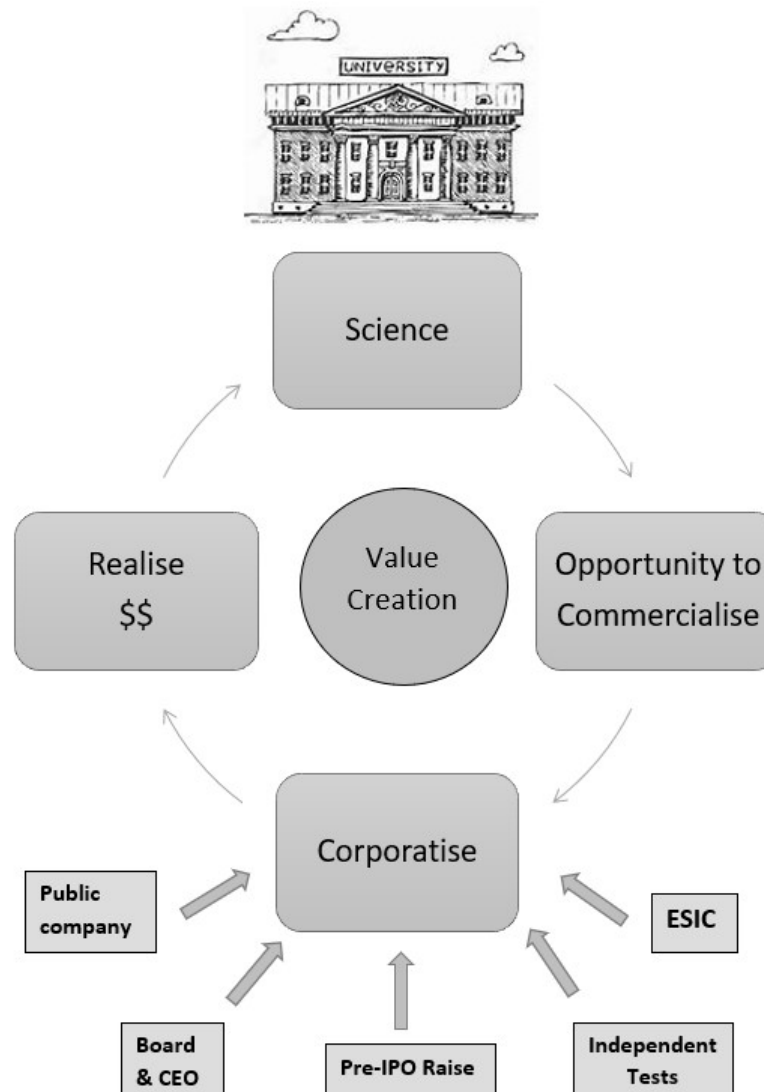 UNIVERSITY
Science
Realise
$$
Value
Creation
Opportunity to
Commercialise
Corporatise
Public
company
ESIC
Board
& CEO
Pre-IPO Raise
Independent
Tests